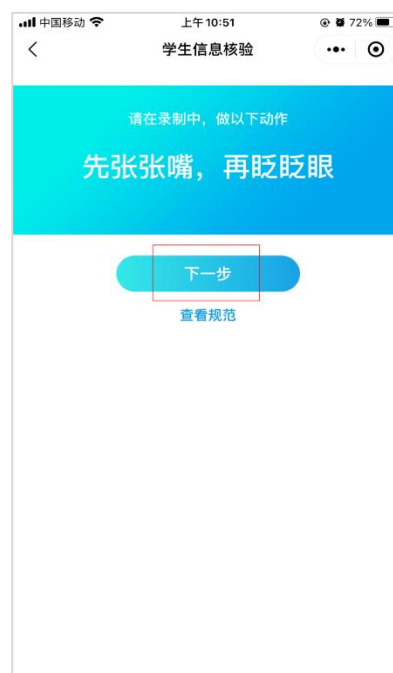 中国移动 上午10:51 72%
学生信息核验
请在录制中，做以下动作
先张张嘴，再眨眨眼
下一步
查看规范